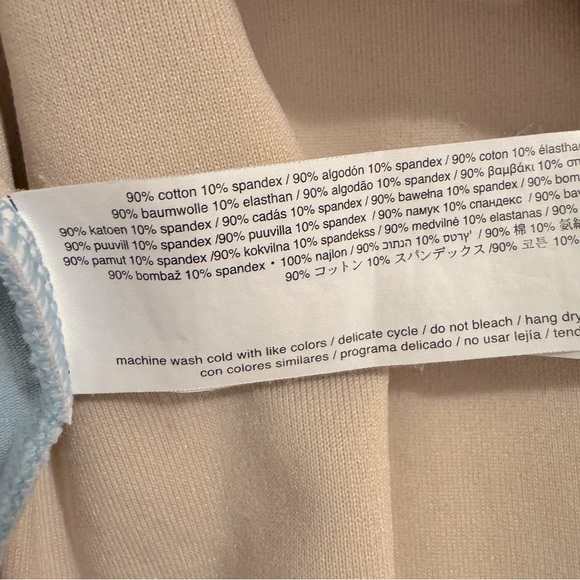 90% cotton 10% spandex / 90% algodón 10% spandex / 90% coton 10% élasthan
90% baumwolle 10% elasthan / 90% algodão 10% spandex / 90% βαμβάκι 10% σπ
90% katoen 10% spandex / 90% cadás 10% spandex / 90% bawełna 10% spandex / 90% bom
90% puuvill 10% spandex /90% puuvilla 10% spandex / 90% памук 10% спандекс / 90% ba
90% pamut 10% spandex /90% kokvilna 10% spandekss / 90% medvilnė 10% elastanas / 90%
90% bombaž 10% spandex • 100% najlon / 90% 10% / 90% 棉 10% 氨綸
90% コットン 10% スパンデックス /90% 코튼 10%
machine wash cold with like colors / delicate cycle / do not bleach / hang dry
con colores similares / programa delicado / no usar lejía / tend